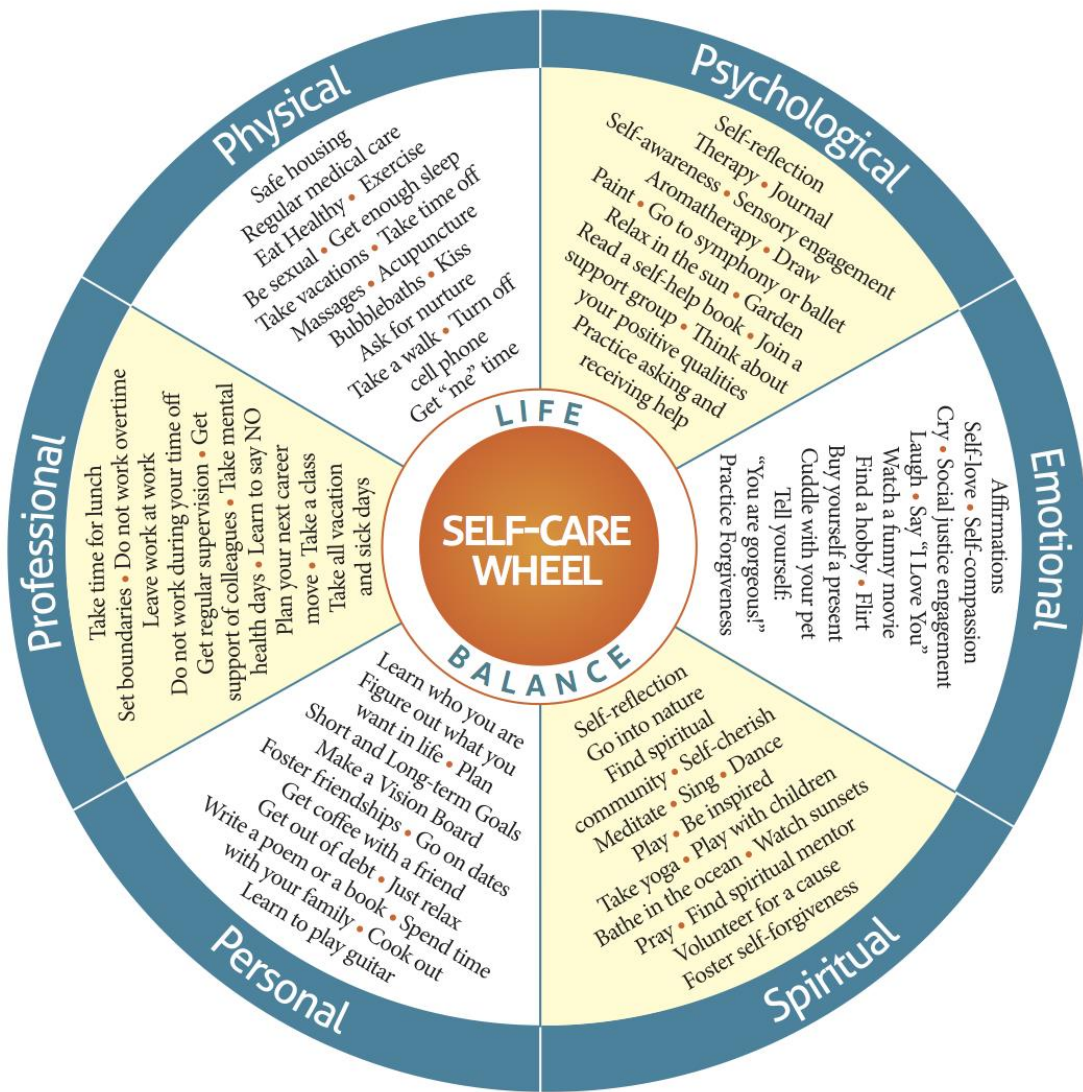 Physical
Safe housing
Regular medical care
Eat Healthy • Exercise
Be sexual • Get enough sleep
Take vacations • Take time off
Massages • Acupuncture
Bubblebaths • Kiss
Ask for nurture
Take a walk • Turn off
cell phone
Get “me” time
Psychological
Self-reflection
Therapy • Journal
Self-awareness • Sensory engagement
Aromatherapy • Draw
Paint • Go to symphony or ballet
Relax in the sun • Garden
Read a self-help book • Join a
support group • Think about
your positive qualities
Practice asking and
receiving help
Emotional
Affirmations
Self-love • Self-compassion
Cry • Social justice engagement
Laugh • Say “I Love You”
Watch a funny movie
Find a hobby • Flirt
Buy yourself a present
Cuddle with your pet
Tell yourself:
“You are gorgeous!”
Practice Forgiveness
Spiritual
Self-reflection
Go into nature
Find spiritual
community • Self-cherish
Meditate • Sing • Dance
Play • Be inspired
Take yoga • Play with children
Bathe in the ocean • Watch sunsets
Pray • Find spiritual mentor
Volunteer for a cause
Foster self-forgiveness
Personal
Learn who you are
Figure out what you
want in life • Plan
Short and Long-term Goals
Make a Vision Board
Foster friendships • Go on dates
Get coffee with a friend
Get out of debt • Just relax
Write a poem or a book • Spend time
with your family • Cook out
Learn to play guitar
Professional
Take time for lunch
Set boundaries • Do not work overtime
Leave work at work
Do not work during your time off
Get regular supervision • Get
support of colleagues • Take mental
health days • Learn to say NO
Plan your next career
move • Take a class
Take all vacation
and sick days
LIFE
SELF-CARE
WHEEL
BALANCE